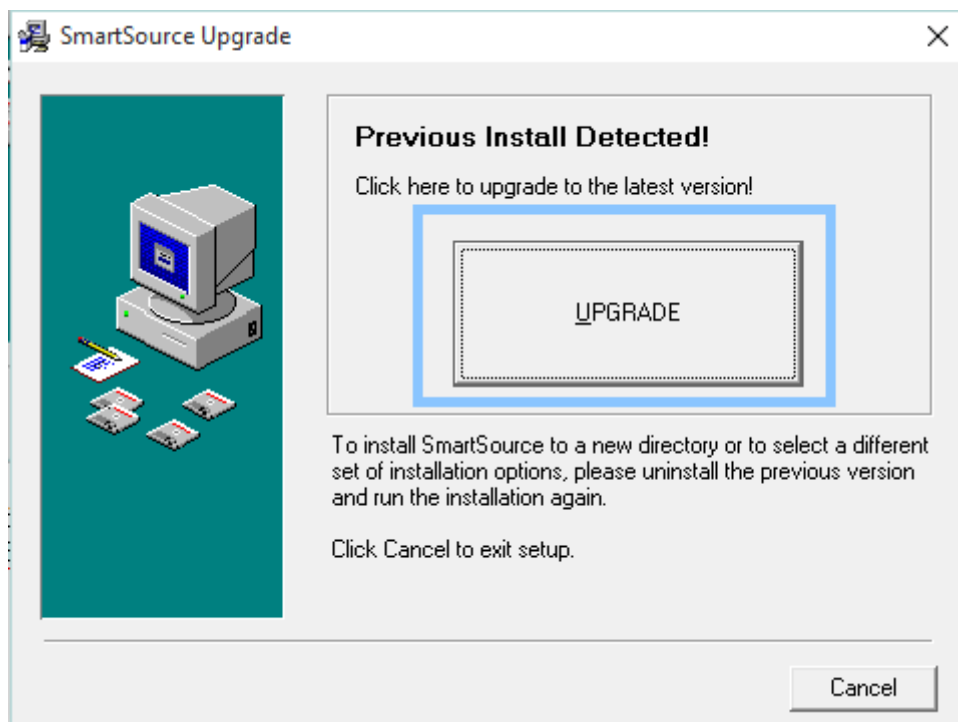 SmartSource Upgrade
Previous Install Detected!
Click here to upgrade to the latest version!
UPGRADE
To install SmartSource to a new directory or to select a different
set of installation options, please uninstall the previous version
and run the installation again.
Click Cancel to exit setup.
Cancel